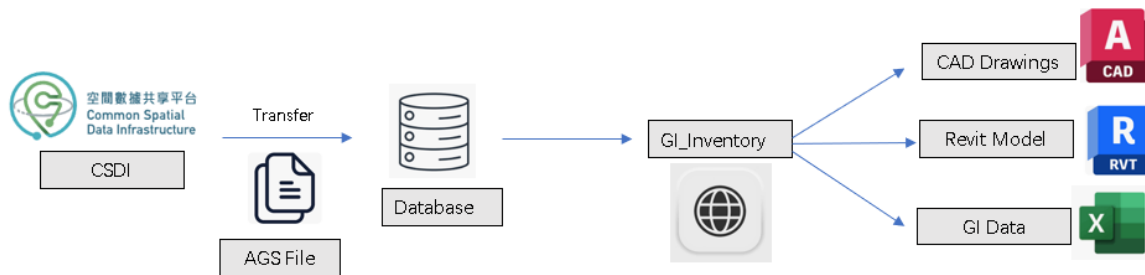 空間數據共享平台
Common Spatial
Data Infrastructure
CSDI
Transfer
AGS File
Database
GI_Inventory
CAD Drawings
A
CAD
Revit Model
R
RVT
GI Data
X